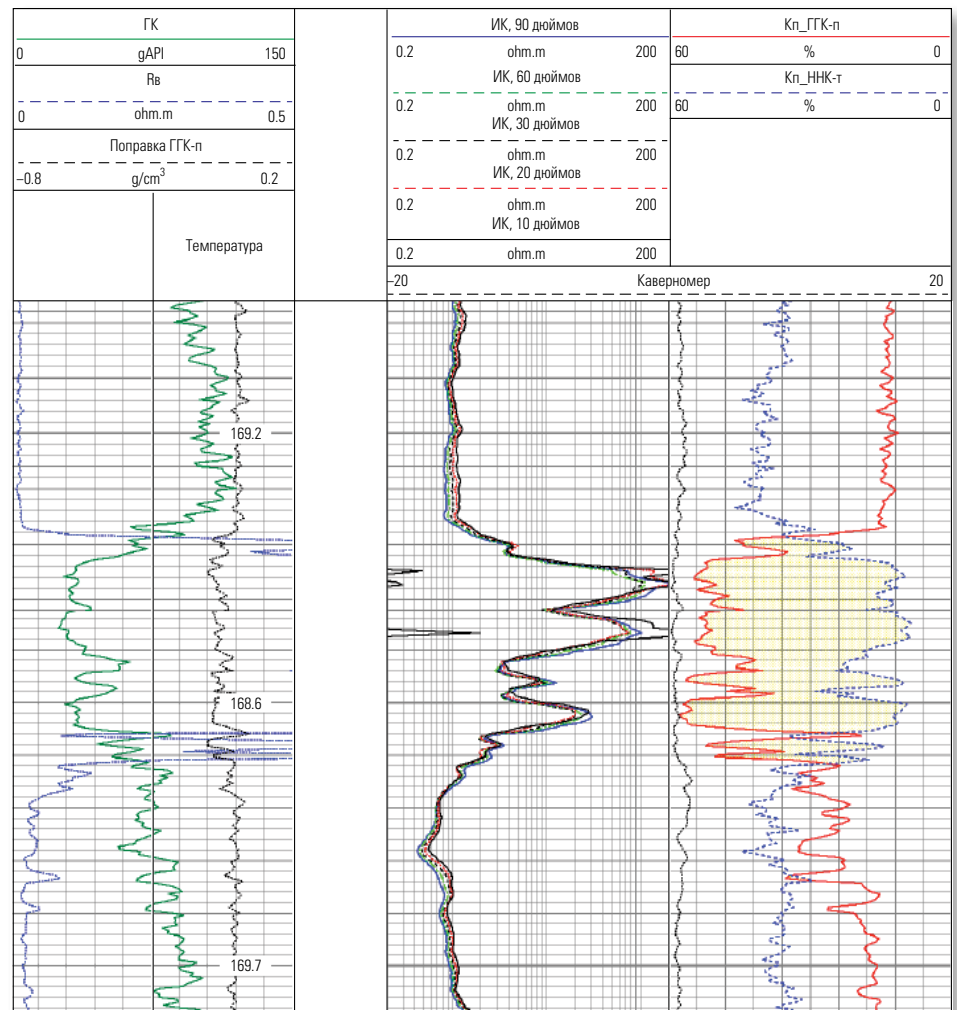 ГК
0 gAPI 150
Rв
0 ohm.m 0.5
Поправка ГГК-п
−0.8 g/cm³ 0.2
Температура
ИК, 90 дюймов
0.2 ohm.m 200
ИК, 60 дюймов
0.2 ohm.m 200
ИК, 30 дюймов
0.2 ohm.m 200
ИК, 20 дюймов
0.2 ohm.m 200
ИК, 10 дюймов
0.2 ohm.m 200
Кп_ГГК-п
60 % 0
Кп_ННК-т
60 % 0
−20 Каверномер 20
169.2
168.6
169.7